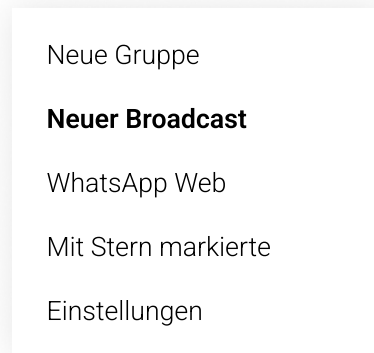 Neue Gruppe
Neuer Broadcast
WhatsApp Web
Mit Stern markierte
Einstellungen